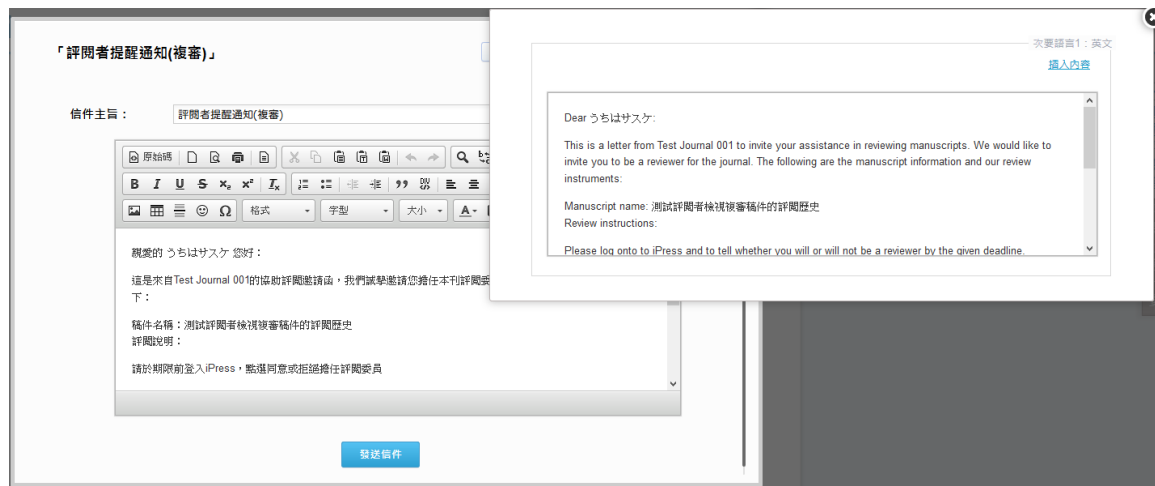 「評閱者提醒通知(複審)」
信件主旨：
評閱者提醒通知(複審)
原始碼
B I U S x₂ x² Iₓ
格式 字型 大小 A
親愛的 うちはサスケ 您好：
這是來自Test Journal 001的協助評閱邀請函，我們誠摯邀請您擔任本刊評閱委
下：
稿件名稱：測試評閱者檢視複審稿件的評閱歷史
評閱說明：
請於期限前登入iPress，點選同意或拒絕擔任評閱委員
發送信件
次要語言1：英文
插入內容
Dear うちはサスケ:
This is a letter from Test Journal 001 to invite your assistance in reviewing manuscripts. We would like to
invite you to be a reviewer for the journal. The following are the manuscript information and our review
instruments:
Manuscript name: 測試評閱者檢視複審稿件的評閱歷史
Review instructions:
Please log onto to iPress and to tell whether you will or will not be a reviewer by the given deadline.